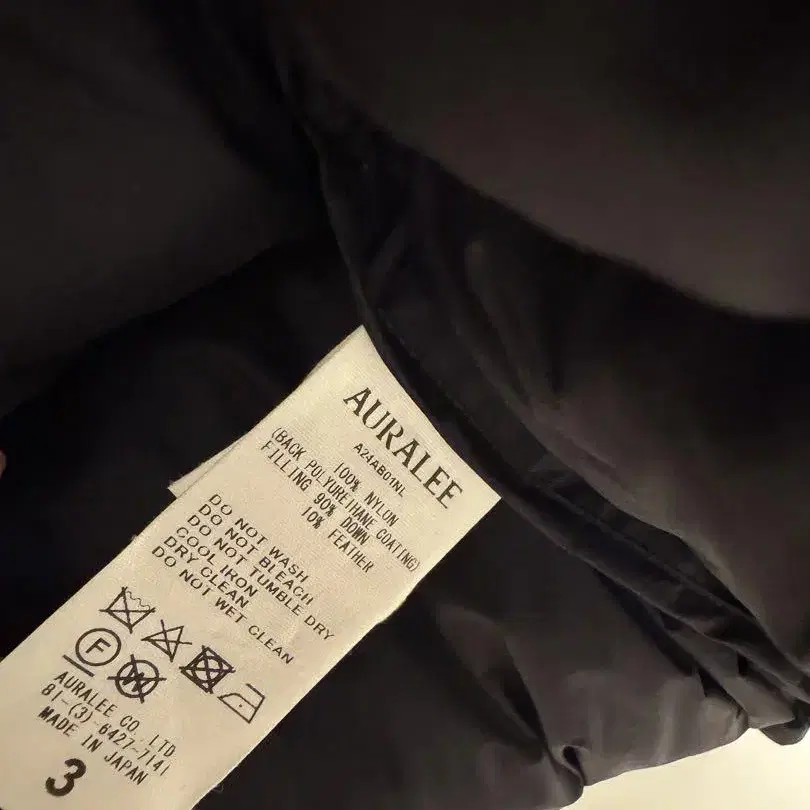 AURALEE
A24AB01NL
100% NYLON
(BACK POLYURETHANE COATING)
FILLING 90% DOWN
10% FEATHER
DO NOT WASH
DO NOT BLEACH
DO NOT TUMBLE DRY
COOL IRON
DRY CLEAN
DO NOT WET CLEAN
F W
AURALEE CO.,LTD
81-(3)-6427-7141
MADE IN JAPAN
3